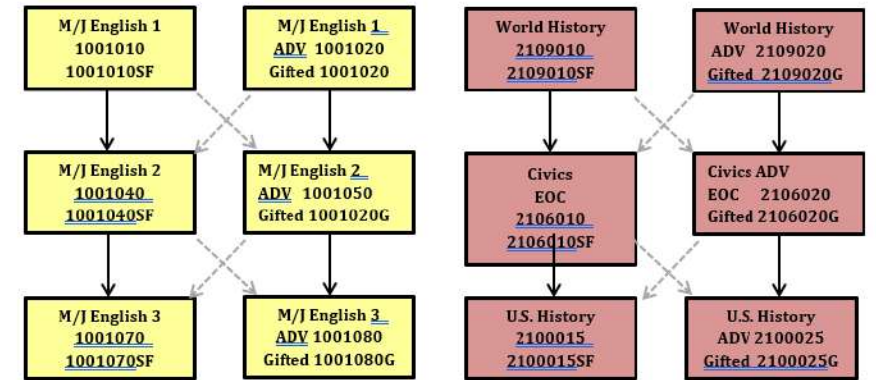 M/J English 1
1001010
1001010SF
M/J English 1
ADV 1001020
Gifted 1001020
World History
2109010
2109010SF
World History
ADV 2109020
Gifted 2109020G
M/J English 2
1001040
1001040SF
M/J English 2
ADV 1001050
Gifted 1001020G
Civics
EOC
2106010
2106010SF
Civics ADV
EOC 2106020
Gifted 2106020G
M/J English 3
1001070
1001070SF
M/J English 3
ADV 1001080
Gifted 1001080G
U.S. History
2100015
2100015SF
U.S. History
ADV 2100025
Gifted 2100025G